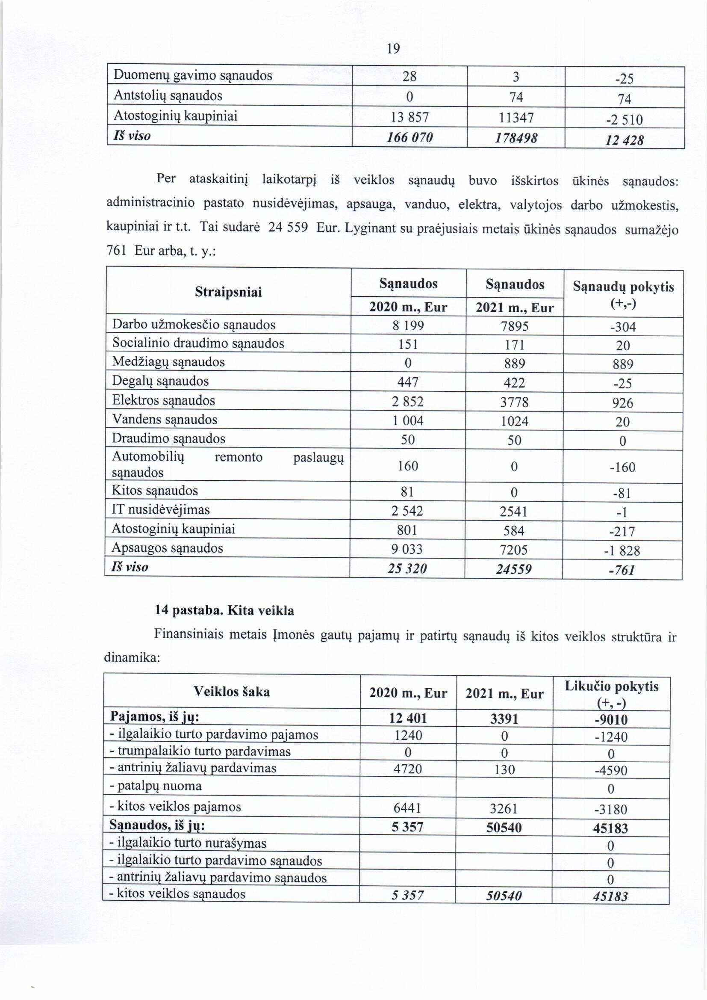 19
Duomenų gavimo sąnaudos 28 3 -25
Antstolių sąnaudos 0 74 74
Atostoginių kaupiniai 13 857 11347 -2 510
Iš viso 166 070 178498 12 428
Per ataskaitinį laikotarpį iš veiklos sąnaudų buvo išskirtos ūkinės sąnaudos:
administracinio pastato nusidėvėjimas, apsauga, vanduo, elektra, valytojos darbo užmokestis,
kaupiniai ir t.t. Tai sudarė 24 559 Eur. Lyginant su praėjusiais metais ūkinės sąnaudos sumažėjo
761 Eur arba, t. y.:
Straipsniai Sąnaudos Sąnaudos Sąnaudų pokytis
2020 m., Eur 2021 m., Eur (+,-)
Darbo užmokesčio sąnaudos 8 199 7895 -304
Socialinio draudimo sąnaudos 151 171 20
Medžiagų sąnaudos 0 889 889
Degalų sąnaudos 447 422 -25
Elektros sąnaudos 2 852 3778 926
Vandens sąnaudos 1 004 1024 20
Draudimo sąnaudos 50 50 0
Automobilių remonto paslaugų
sąnaudos 160 0 -160
Kitos sąnaudos 81 0 -81
IT nusidėvėjimas 2 542 2541 -1
Atostoginių kaupiniai 801 584 -217
Apsaugos sąnaudos 9 033 7205 -1 828
Iš viso 25 320 24559 -761
14 pastaba. Kita veikla
Finansiniais metais Įmonės gautų pajamų ir patirtų sąnaudų iš kitos veiklos struktūra ir
dinamika:
Veiklos šaka 2020 m., Eur 2021 m., Eur Likučio pokytis
(+, -)
Pajamos, iš jų: 12 401 3391 -9010
- ilgalaikio turto pardavimo pajamos 1240 0 -1240
- trumpalaikio turto pardavimas 0 0 0
- antrinių žaliavų pardavimas 4720 130 -4590
- patalpų nuoma 0
- kitos veiklos pajamos 6441 3261 -3180
Sąnaudos, iš jų: 5 357 50540 45183
- ilgalaikio turto nurašymas 0
- ilgalaikio turto pardavimo sąnaudos 0
- antrinių žaliavų pardavimo sąnaudos 0
- kitos veiklos sąnaudos 5 357 50540 45183